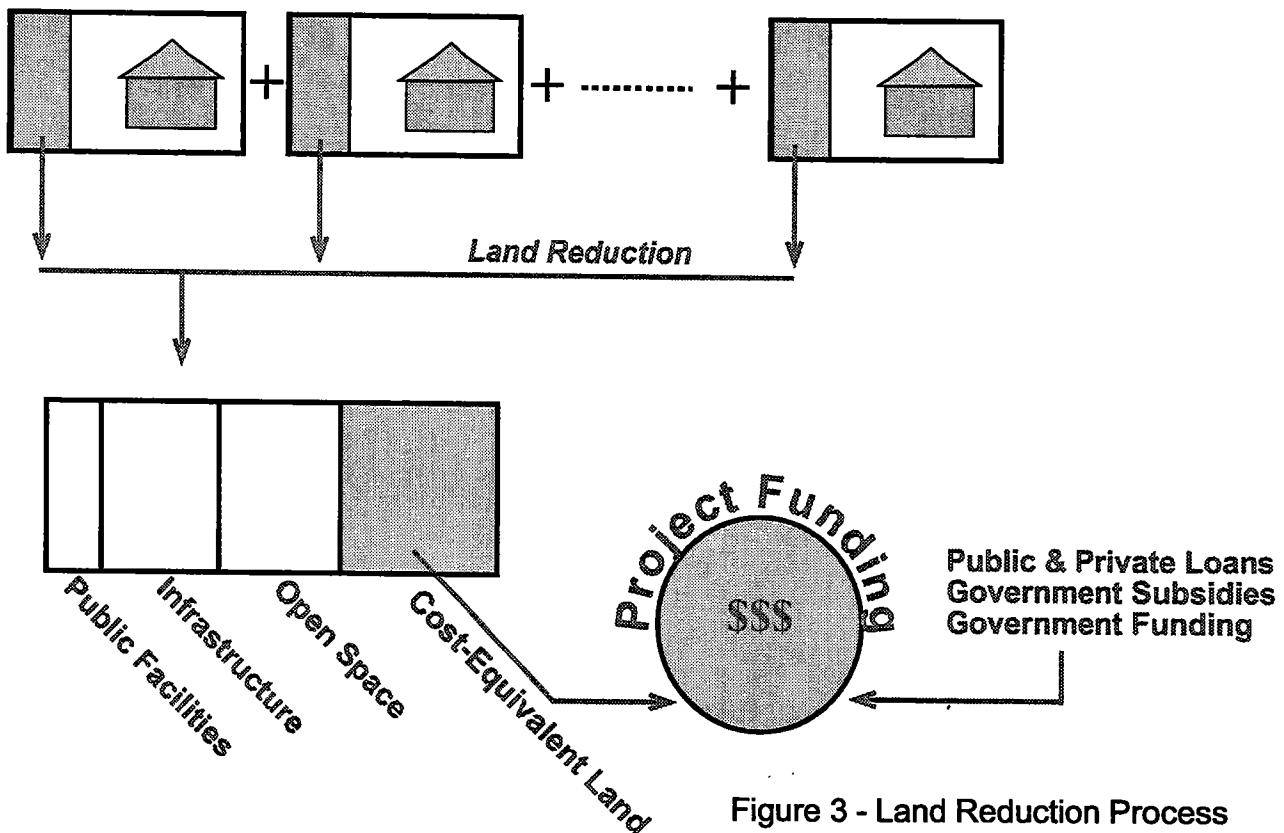 + + ......... +
Land Reduction
Public Facilities
Infrastructure
Open Space
Cost-Equivalent Land
Project Funding
$$$
Public & Private Loans
Government Subsidies
Government Funding
Figure 3 - Land Reduction Process